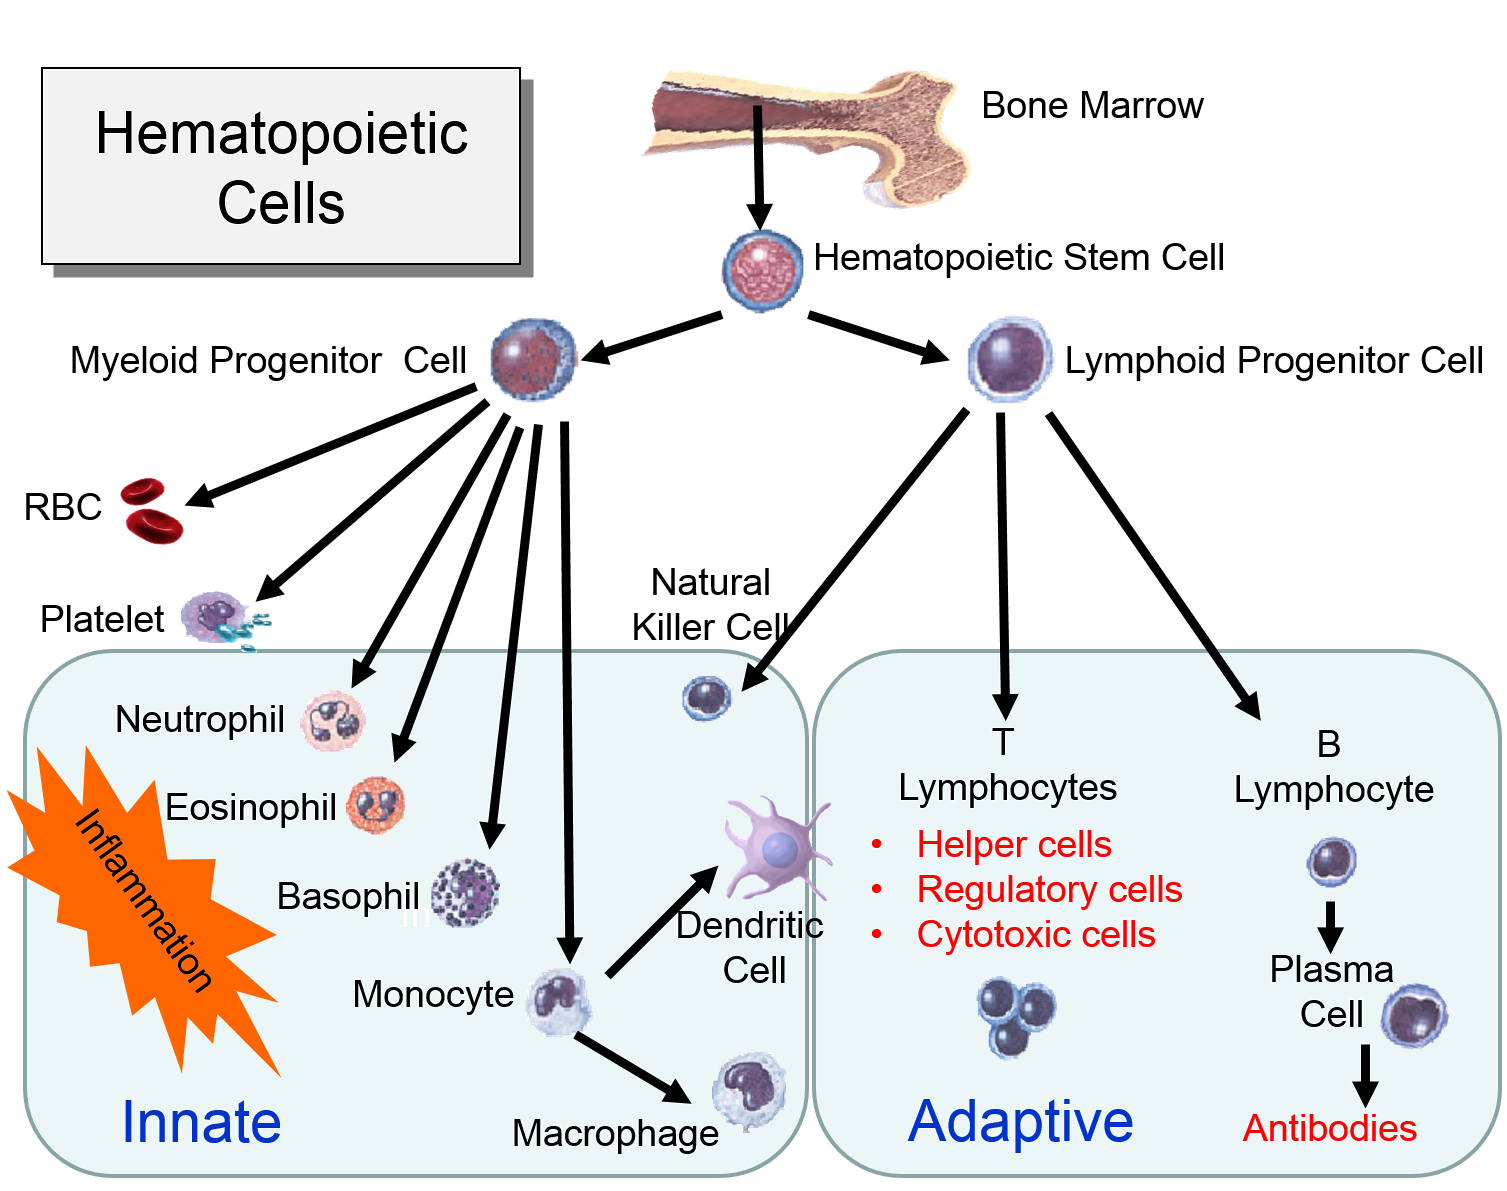 Hematopoietic
Cells
Bone Marrow
Hematopoietic Stem Cell
Myeloid Progenitor Cell
Lymphoid Progenitor Cell
RBC
Platelet
Natural
Killer Cell
Neutrophil
Eosinophil
Basophil
In
Inflammation
Monocyte
Dendritic
Cell
Macrophage
Innate
T
Lymphocytes
• Helper cells
• Regulatory cells
• Cytotoxic cells
B
Lymphocyte
Plasma
Cell
Antibodies
Adaptive